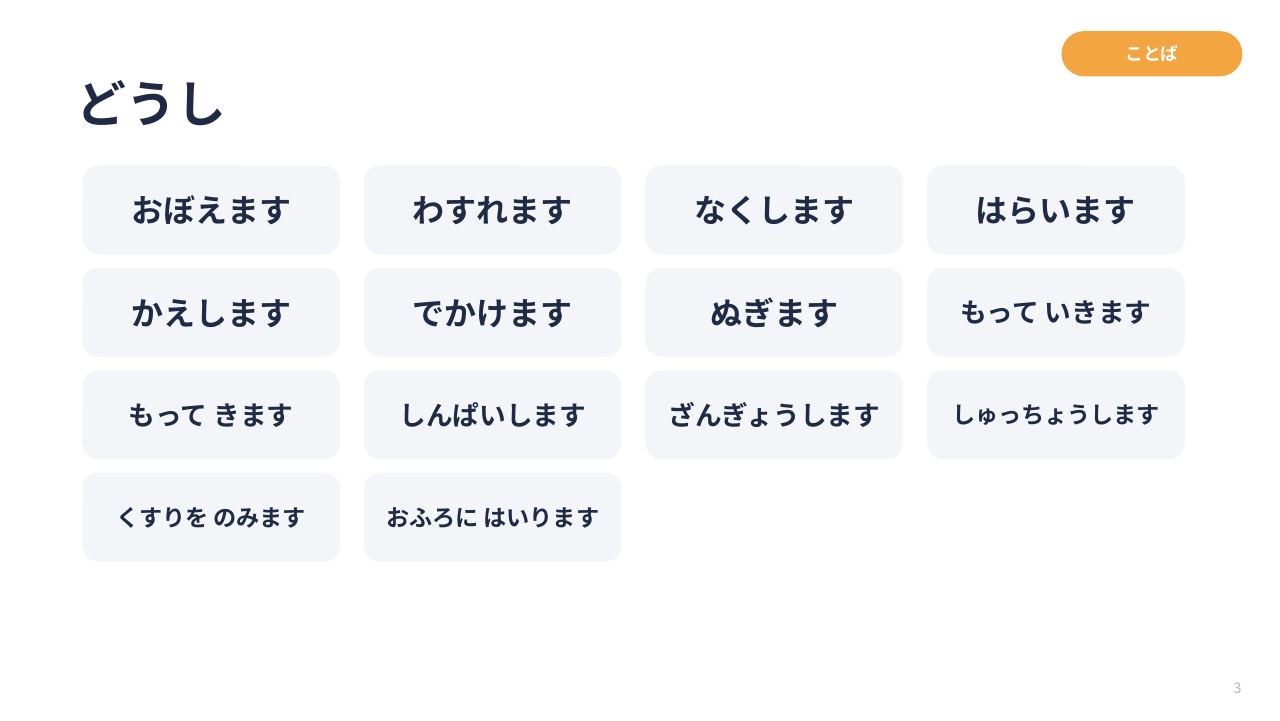 ことば
どうし
おぼえます
わすれます
なくします
はらいます
かえします
でかけます
ぬぎます
もって いきます
もって きます
しんぱいします
ざんぎょうします
しゅっちょうします
くすりを のみます
おふろに はいります
3